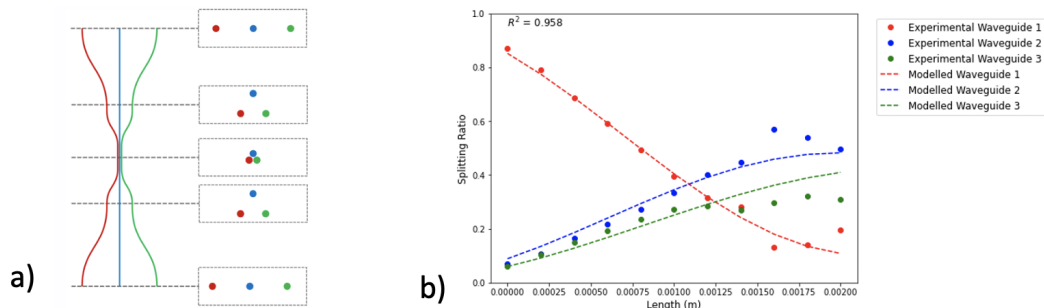 a)
b)
R² = 0.958
Splitting Ratio
1.0
0.8
0.6
0.4
0.2
0.0
0.00000 0.00025 0.00050 0.00075 0.00100 0.00125 0.00150 0.00175 0.00200
Length (m)
Experimental Waveguide 1
Experimental Waveguide 2
Experimental Waveguide 3
Modelled Waveguide 1
Modelled Waveguide 2
Modelled Waveguide 3